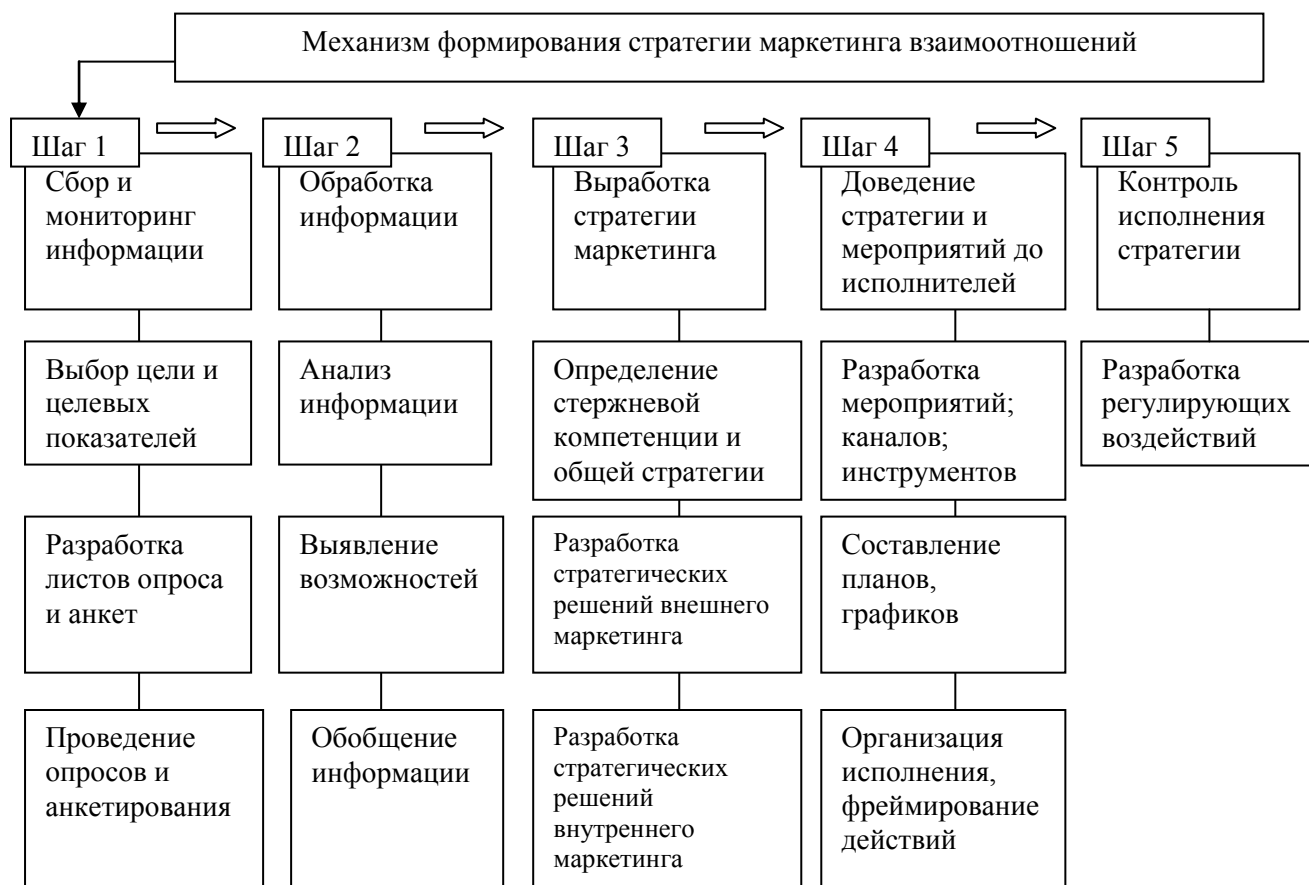 Механизм формирования стратегии маркетинга взаимоотношений
Шаг 1
Сбор и
мониторинг
информации
Выбор цели и
целевых
показателей
Разработка
листов опроса
и анкет
Проведение
опросов и
анкетирования
Шаг 2
Обработка
информации
Анализ
информации
Выявление
возможностей
Обобщение
информации
Шаг 3
Выработка
стратегии
маркетинга
Определение
стержневой
компетенции и
общей стратегии
Разработка
стратегических
решений внешнего
маркетинга
Разработка
стратегических
решений
внутреннего
маркетинга
Шаг 4
Доведение
стратегии и
мероприятий до
исполнителей
Разработка
мероприятий;
каналов;
инструментов
Составление
планов,
графиков
Организация
исполнения,
фреймирование
действий
Шаг 5
Контроль
исполнения
стратегии
Разработка
регулирующих
воздействий